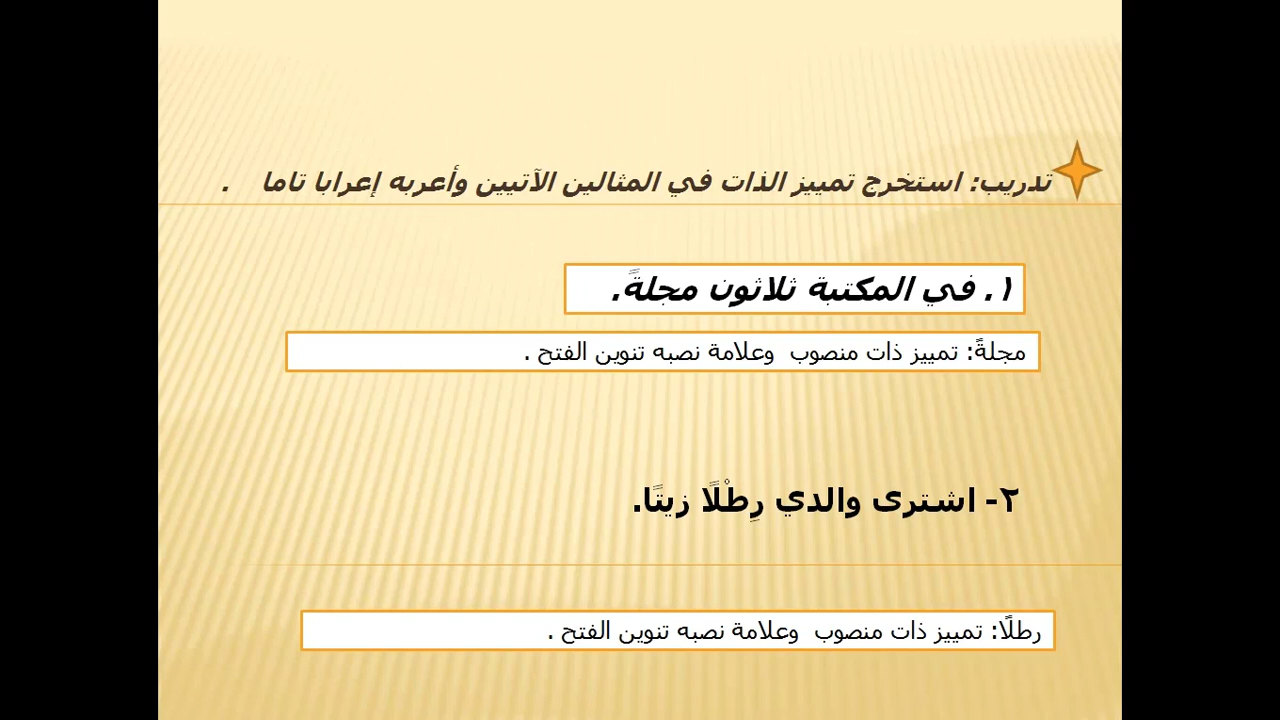 تدريب: استخرج تمييز الذات في المثالين الآتيين وأعربه إعرابا تاما .
١. في المكتبة ثلاثون مجلةً.
مجلةً: تمييز ذات منصوب وعلامة نصبه تنوين الفتح .
٢- اشترى والدي رِطْلًا زيتًا.
رطلًا: تمييز ذات منصوب وعلامة نصبه تنوين الفتح .